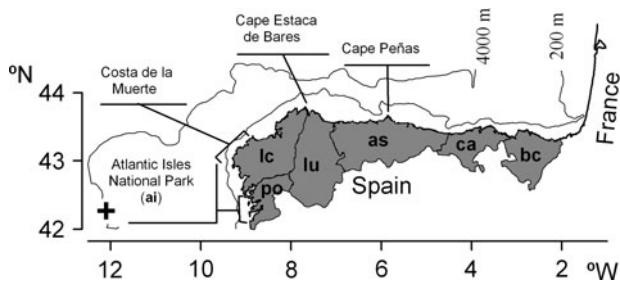 Cape Estaca
de Bares
Cape Peñas
4000 m
200 m
ºN
Costa de la
Muerte
44
France
43
Atlantic Isles
National Park
(ai)
lc
lu
as
ca
bc
po
Spain
42
12
10
8
6
4
2
ºW